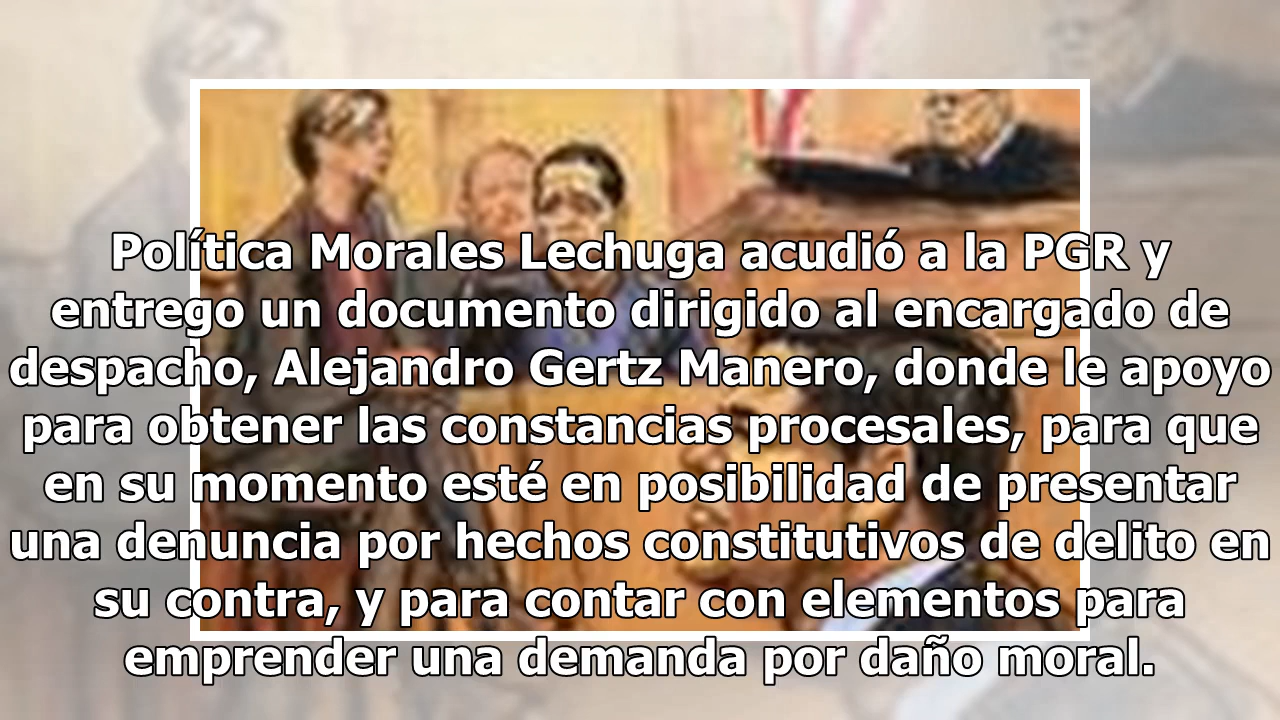 Política Morales Lechuga acudió a la PGR y
entrego un documento dirigido al encargado de
despacho, Alejandro Gertz Manero, donde le apoyo
para obtener las constancias procesales, para que
en su momento esté en posibilidad de presentar
una denuncia por hechos constitutivos de delito en
su contra, y para contar con elementos para
emprender una demanda por daño moral.